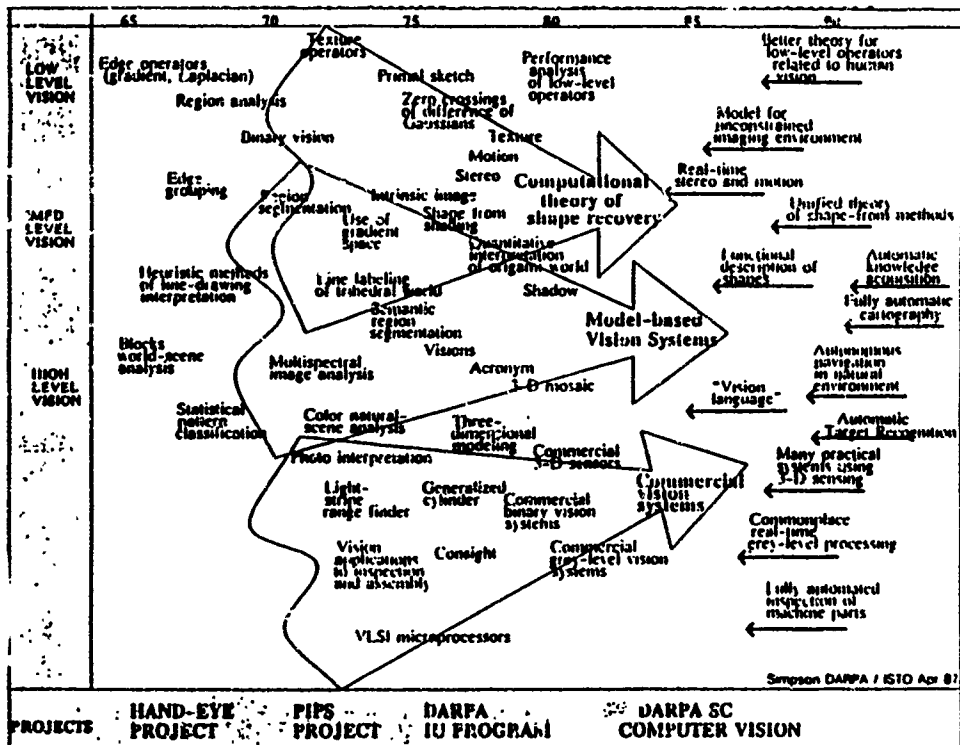 65 70 75 80 85 90
LOW
LEVEL
VISION
Edge operators
(gradient, Laplacian)
Region analysis
Binary vision
Texture
operators
Primal sketch
Zero crossings
of difference of
Gaussians
Performance
analysis
of low-level
operators
Texture
Motion
Stereo
Better theory for
low-level operators
related to human
vision
Model for
unconstrained
imaging environment
Real-time
stereo and motion
MID
LEVEL
VISION
Edge
grouping
Region
segmentation
Intrinsic image
Use of
gradient
space
Shape from
shading
Computational
theory of
shape recovery
Unified theory
of shape-from methods
Quantitative
interpretation
of origami world
Heuristic methods
of line-drawing
interpretation
Line labeling
of trihedral world
Shadow
Functional
description of
shapes
Automatic
knowledge
acquisition
Semantic
region
segmentation
Model-based
Vision Systems
Fully automatic
cartography
HIGH
LEVEL
VISION
Blocks
world-scene
analysis
Multispectral
image analysis
Visions
Acronym
3-D mosaic
Autonomous
navigation
in natural
environment
"Vision
language"
Statistical
pattern
classification
Color natural-
scene analysis
Three-
dimensional
modeling
Automatic
Target Recognition
Photo interpretation
Commercial
3-D sensors
Commercial
vision
systems
Many practical
systems using
3-D sensing
Light-
stripe
range finder
Generalized
cylinder
Commercial
binary vision
systems
Commonplace
real-time
grey-level processing
Vision
applications
to inspection
and assembly
Consight
Commercial
grey-level vision
systems
Fully automated
inspection of
machine parts
VLSI microprocessors
Simpson DARPA / ISTO Apr 87
PROJECTS
HAND-EYE
PROJECT
PIPS
PROJECT
DARPA
IU PROGRAM
DARPA SC
COMPUTER VISION